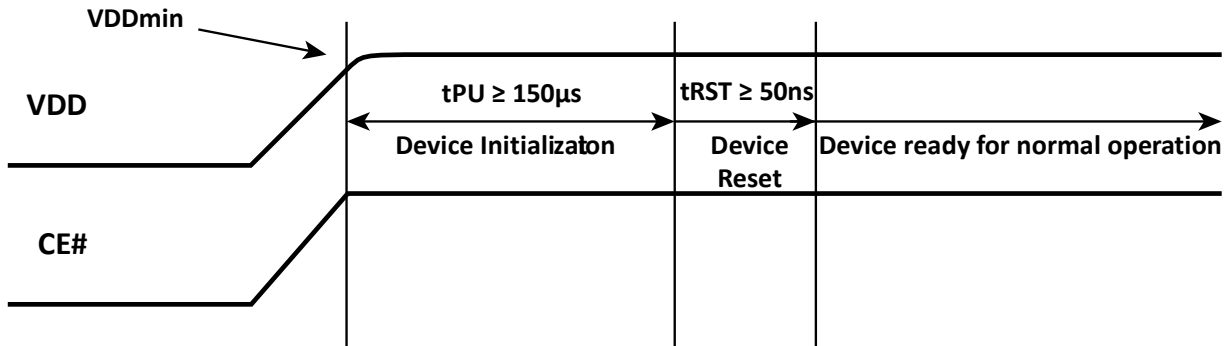 VDDmin
VDD
tPU ≥ 150μs
tRST ≥ 50ns
Device Initializaton
Device
Reset
Device ready for normal operation
CE#